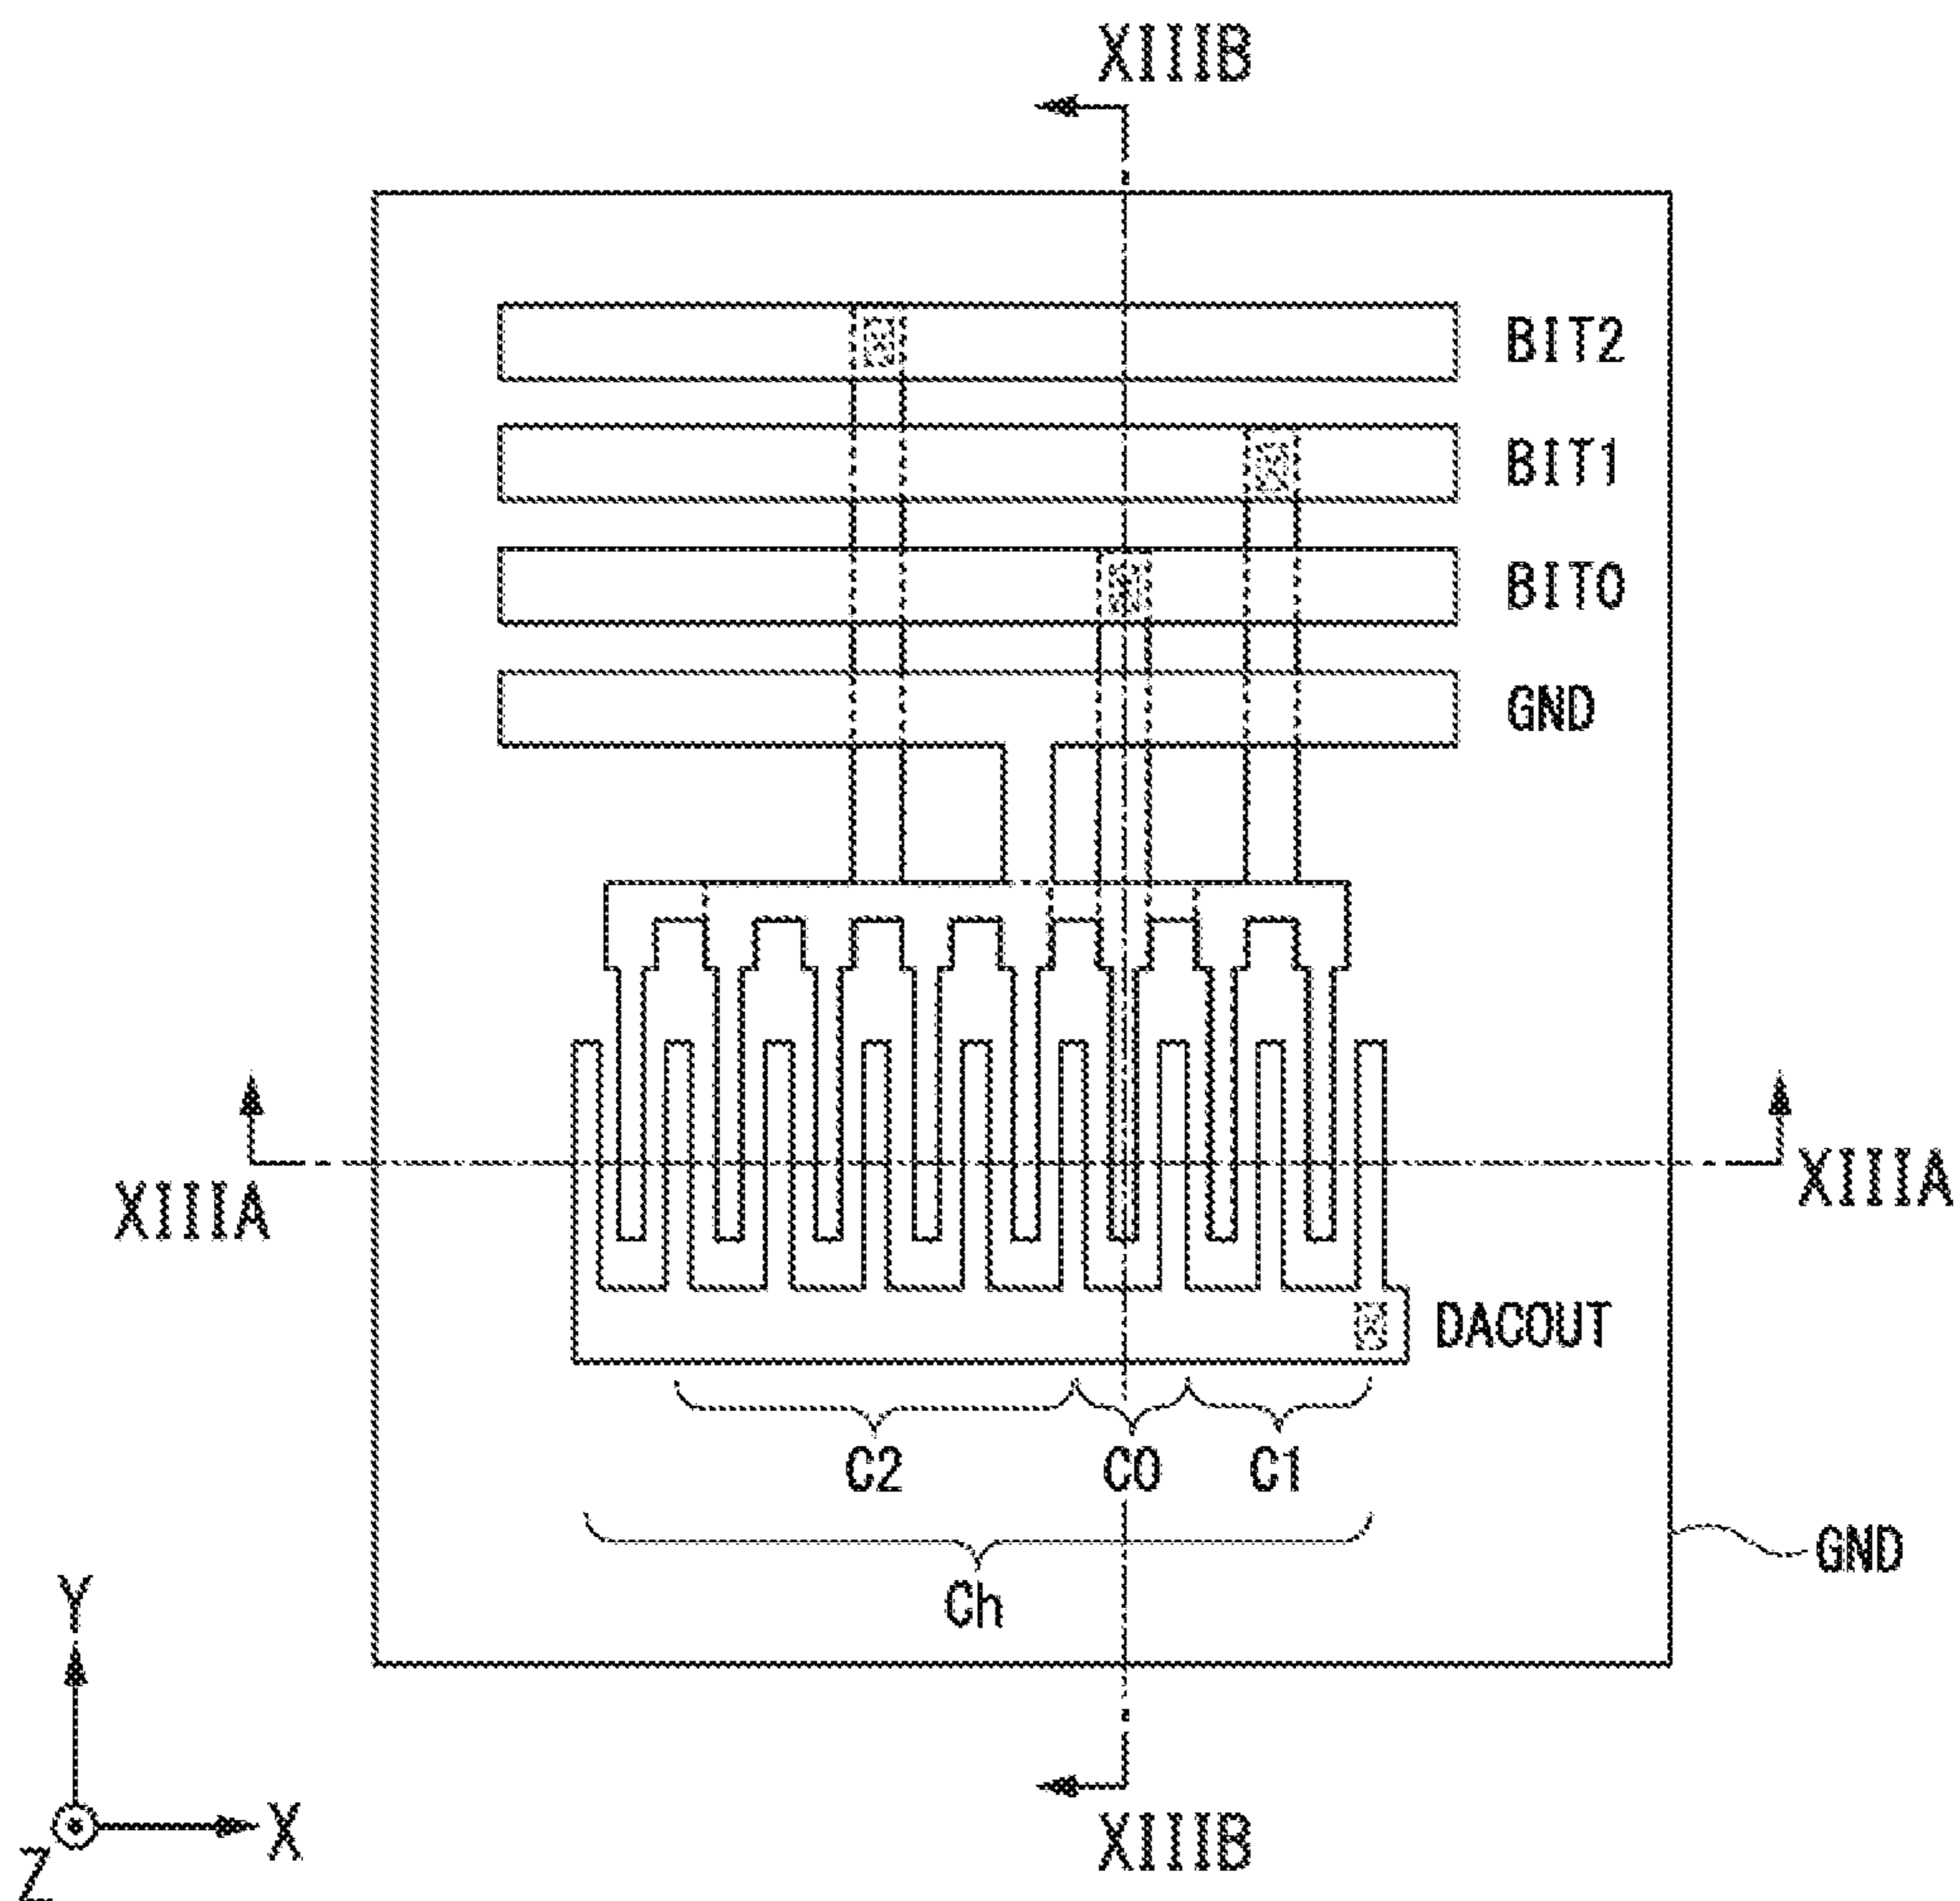 XIIIB
BIT2
BIT1
BIT0
GND
XIIIA
XIIIA
DACOUT
C2
C0
C1
GND
Ch
Y
X
Z
XIIIB